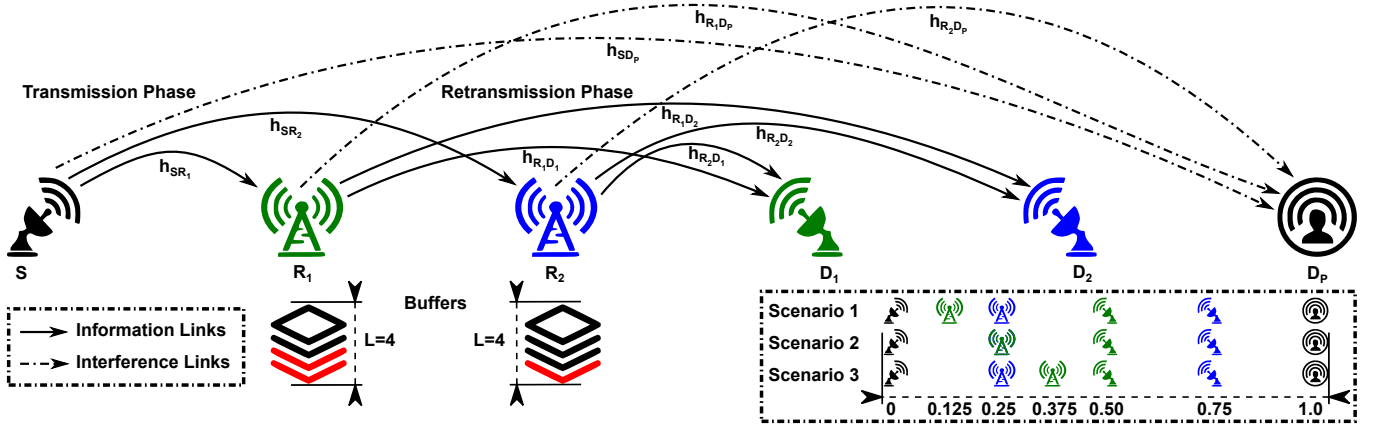 h_{R_1D_P}
h_{R_2D_P}
h_{SD_P}
Transmission Phase
Retransmission Phase
h_{SR_2}
h_{R_1D_2}
h_{R_2D_2}
h_{SR_1}
h_{R_1D_1}
h_{R_2D_1}
S
R_1
R_2
D_1
D_2
D_P
Information Links
Interference Links
Buffers
L=4
L=4
Scenario 1
Scenario 2
Scenario 3
0 0.125 0.25 0.375 0.50 0.75 1.0